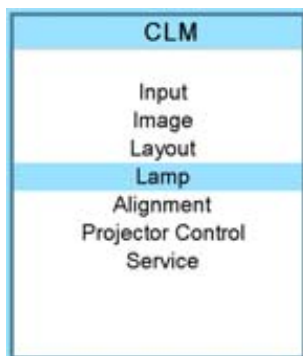 CLM
Input
Image
Layout
Lamp
Alignment
Projector Control
Service